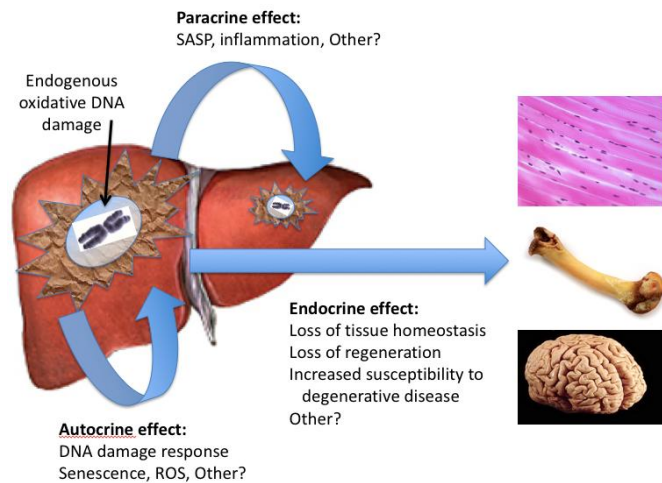 Paracrine effect:
SASP, inflammation, Other?
Endogenous
oxidative DNA
damage
Endocrine effect:
Loss of tissue homeostasis
Loss of regeneration
Increased susceptibility to
degenerative disease
Other?
Autocrine effect:
DNA damage response
Senescence, ROS, Other?